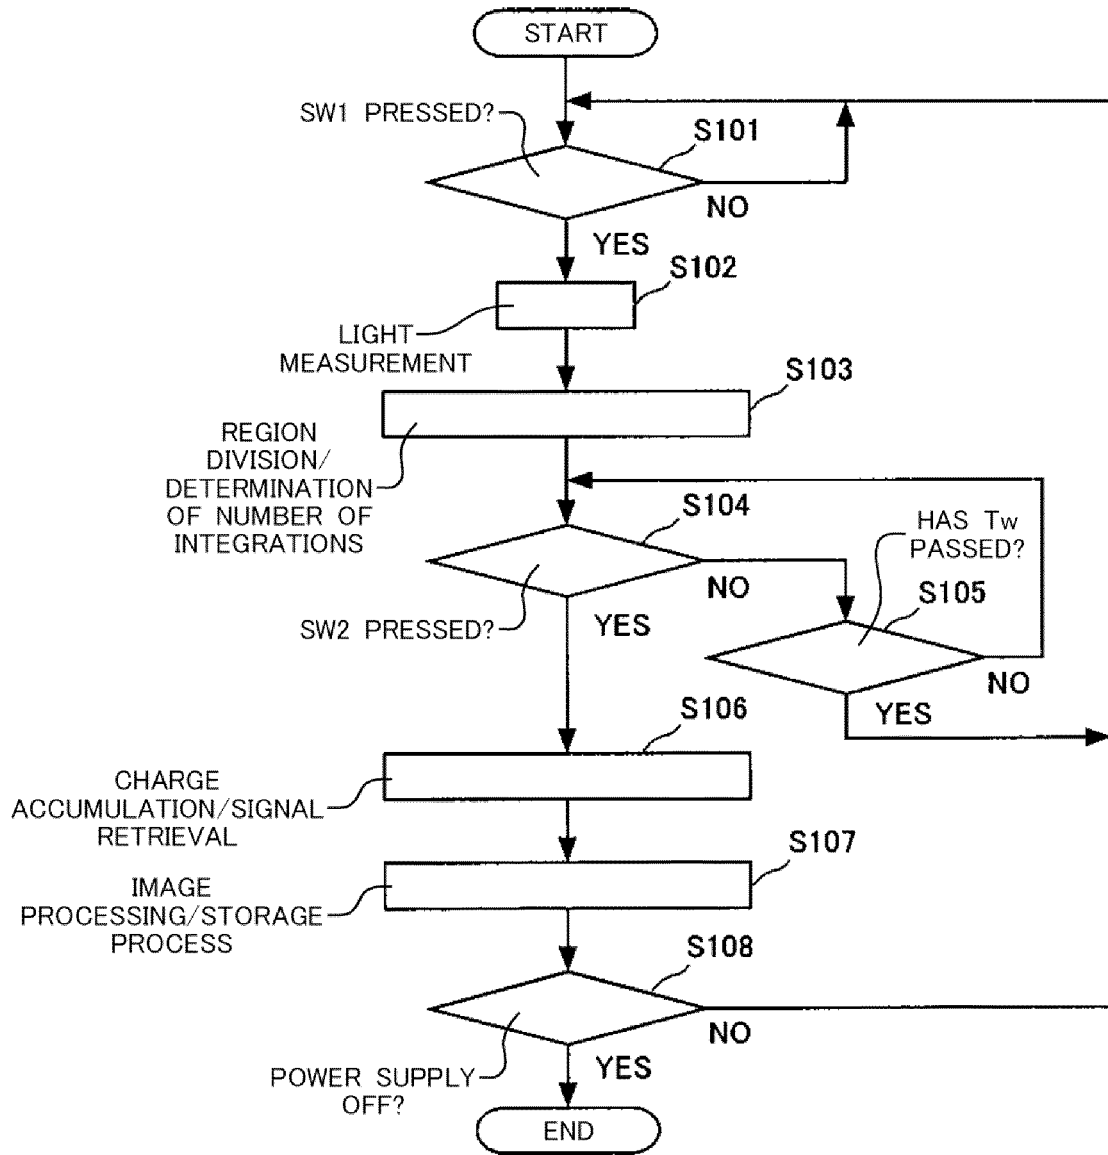 START
SW1 PRESSED?
S101
NO
YES
S102
LIGHT
MEASUREMENT
S103
REGION
DIVISION/
DETERMINATION
OF NUMBER OF
INTEGRATIONS
S104
HAS Tw
PASSED?
NO
S105
SW2 PRESSED?
YES
NO
YES
S106
CHARGE
ACCUMULATION/SIGNAL
RETRIEVAL
S107
IMAGE
PROCESSING/STORAGE
PROCESS
S108
NO
YES
POWER SUPPLY
OFF?
END